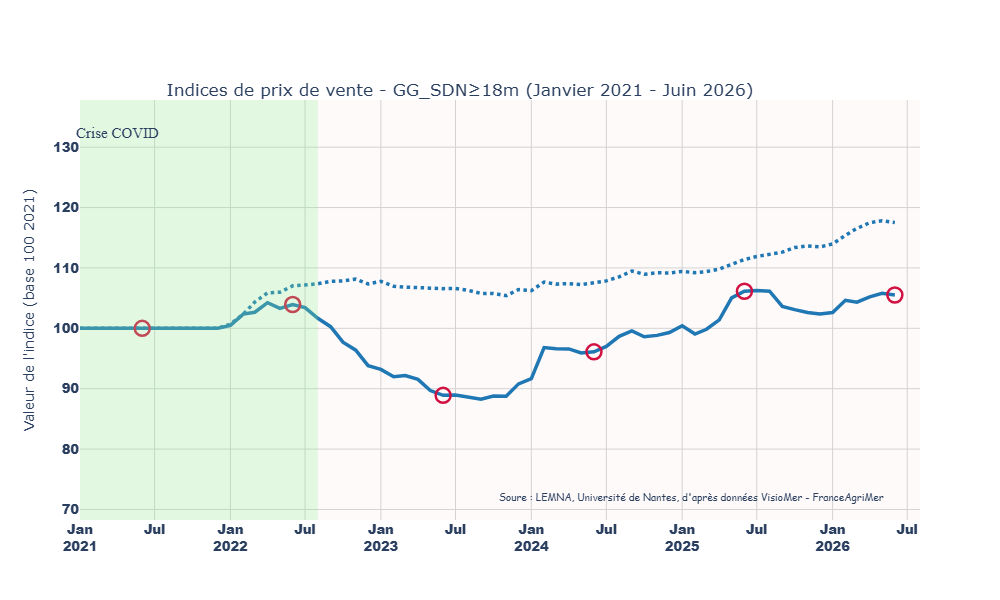 Indices de prix de vente - GG_SDN≥18m (Janvier 2021 - Juin 2026)
Crise COVID
Valeur de l'indice (base 100 2021)
130
120
110
100
90
80
70
Soure : LEMNA, Université de Nantes, d'après données VisioMer - FranceAgriMer
Jan Jul Jan Jul Jan Jul Jan Jul Jan Jul Jan Jul
2021 2022 2023 2024 2025 2026